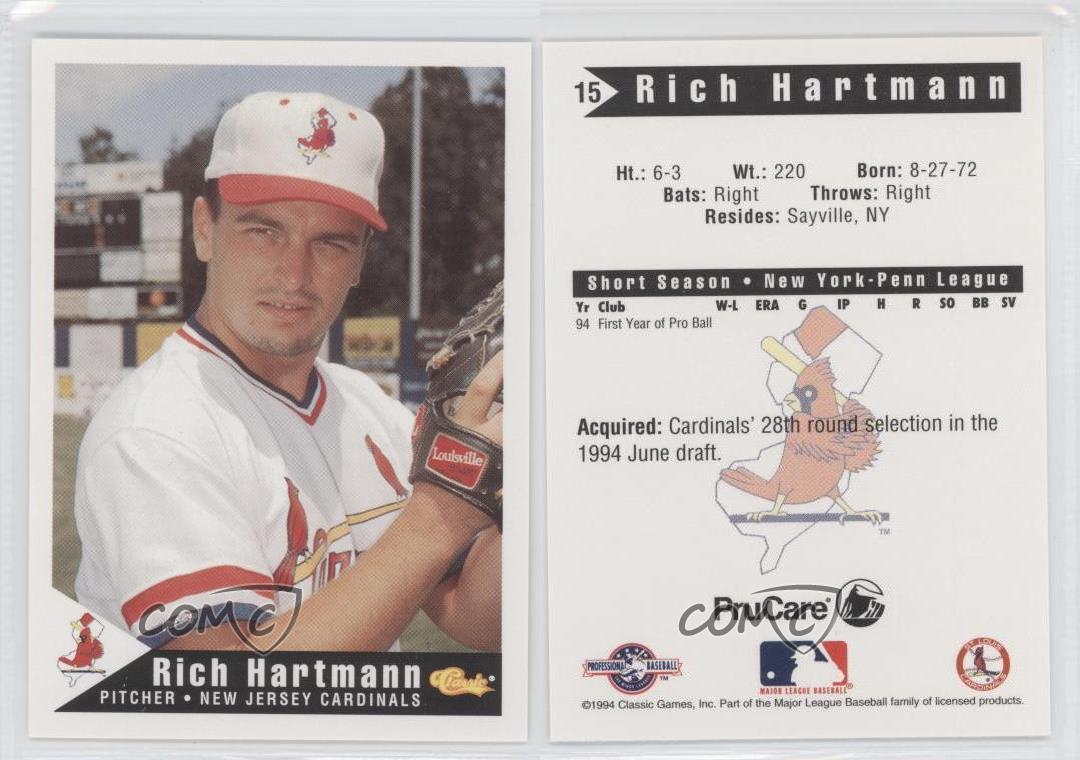 Louisville
Rich Hartmann
Classic
PITCHER • NEW JERSEY CARDINALS
COMC
15 Rich Hartmann
Ht.: 6-3 Wt.: 220 Born: 8-27-72
Bats: Right Throws: Right
Resides: Sayville, NY
Short Season • New York-Penn League
Yr Club W-L ERA G IP H R SO BB SV
94 First Year of Pro Ball
Acquired: Cardinals' 28th round selection in the
1994 June draft.
TM
PruCare®
COMC
PROFESSIONAL BASEBALL TM
MAJOR LEAGUE BASEBALL®
ST. LOUIS CARDINALS
©1994 Classic Games, Inc. Part of the Major League Baseball family of licensed products.